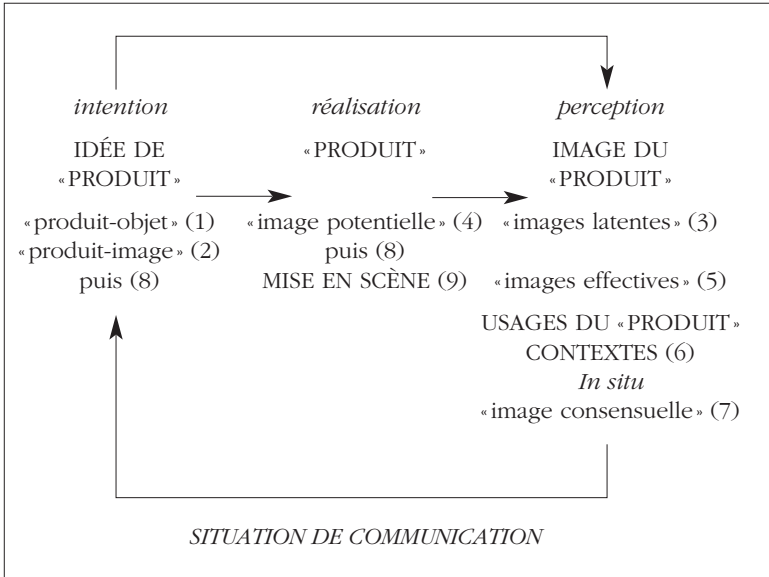 intention
IDÉE DE
«PRODUIT»
«produit-objet» (1)
«produit-image» (2)
puis (8)
réalisation
«PRODUIT»
«image potentielle» (4)
puis (8)
MISE EN SCÈNE (9)
perception
IMAGE DU
«PRODUIT»
«images latentes» (3)
«images effectives» (5)
USAGES DU «PRODUIT»
CONTEXTES (6)
In situ
«image consensuelle» (7)
SITUATION DE COMMUNICATION